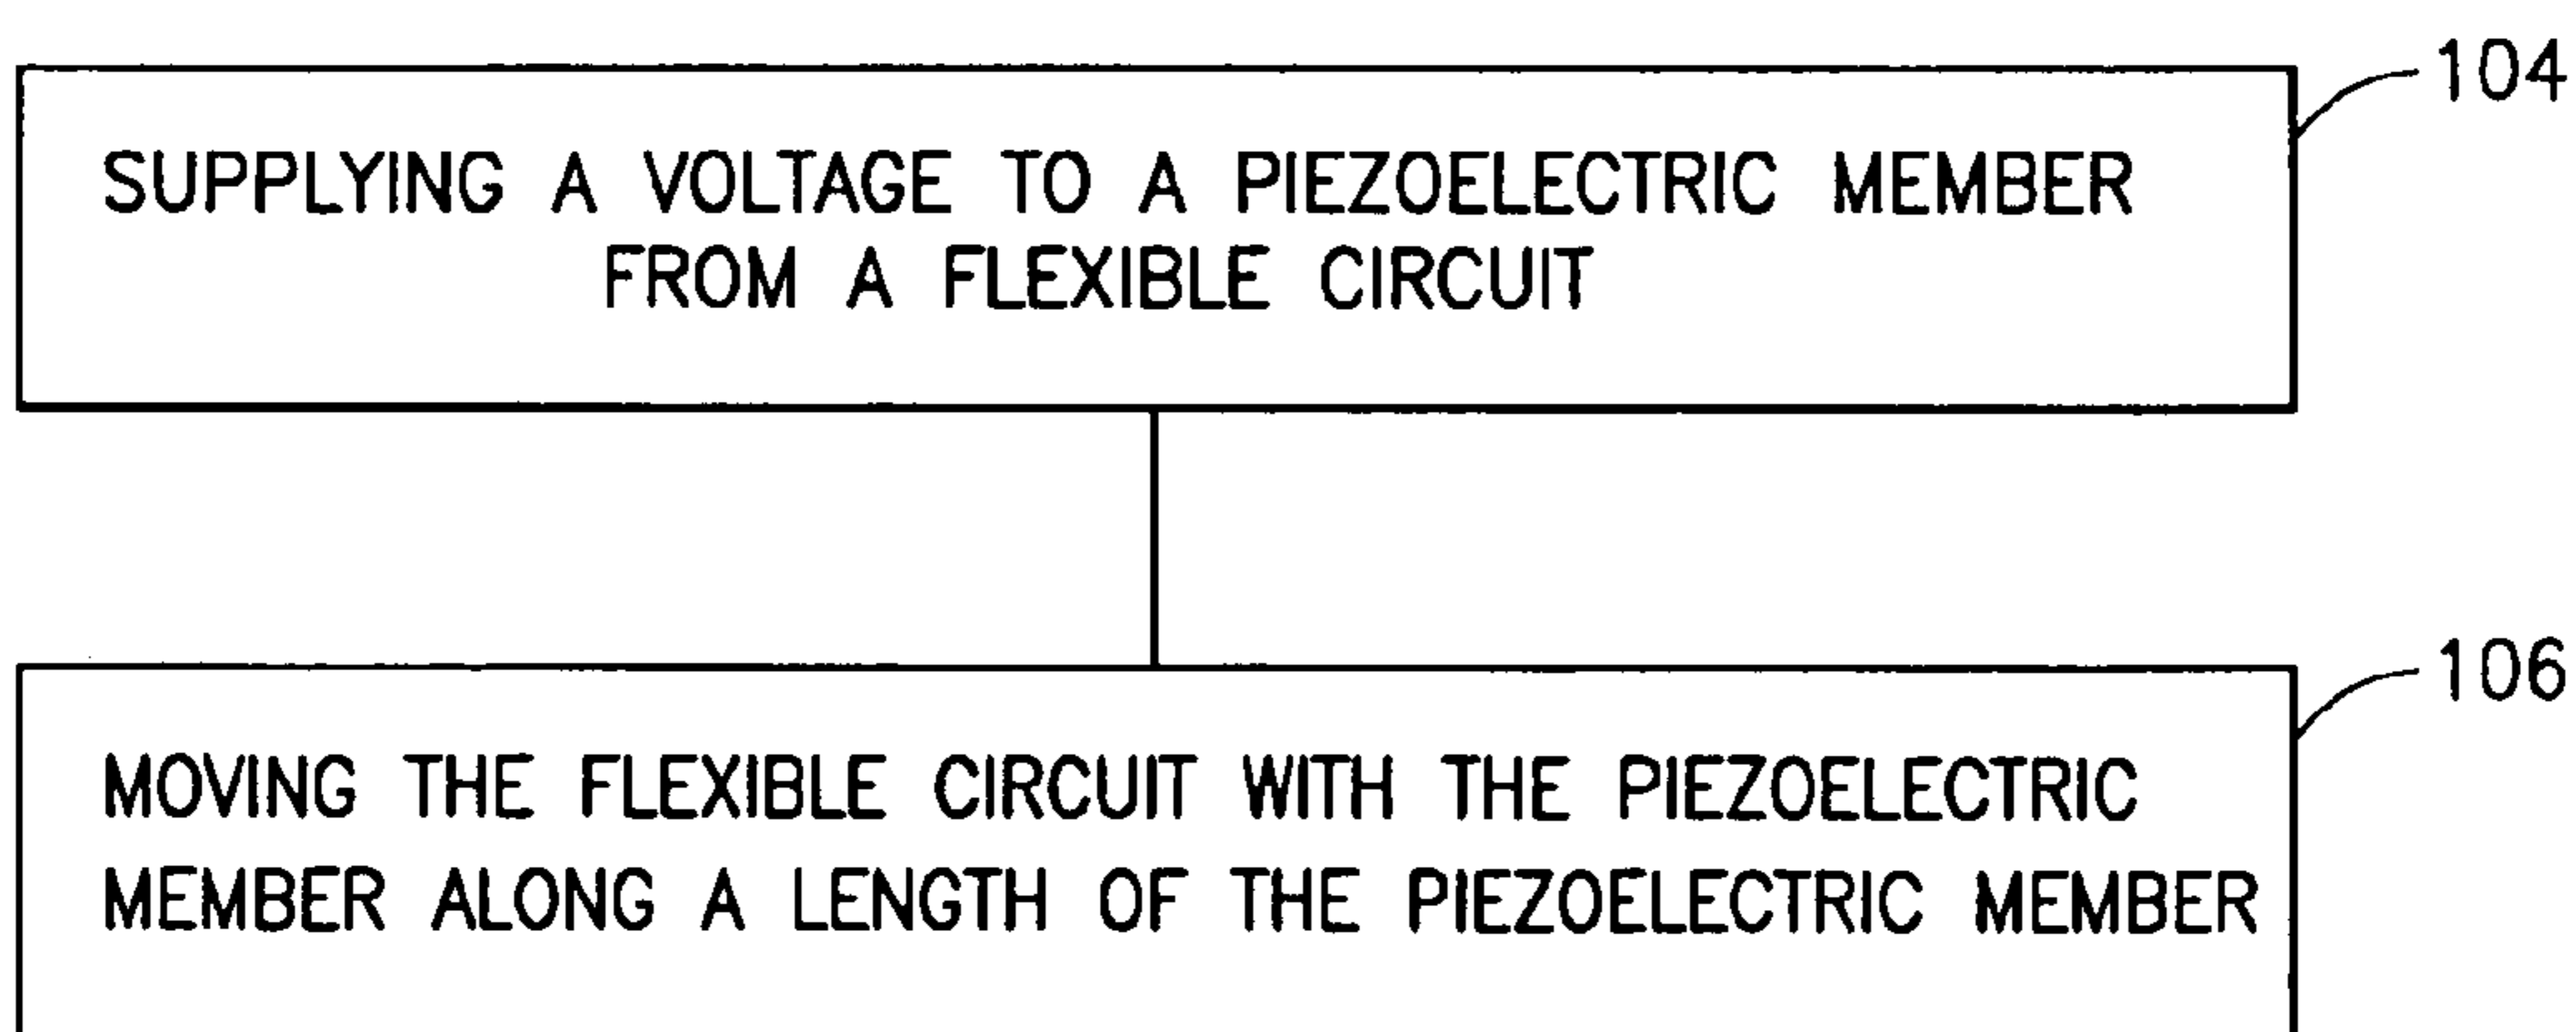 104
SUPPLYING A VOLTAGE TO A PIEZOELECTRIC MEMBER
FROM A FLEXIBLE CIRCUIT
106
MOVING THE FLEXIBLE CIRCUIT WITH THE PIEZOELECTRIC
MEMBER ALONG A LENGTH OF THE PIEZOELECTRIC MEMBER